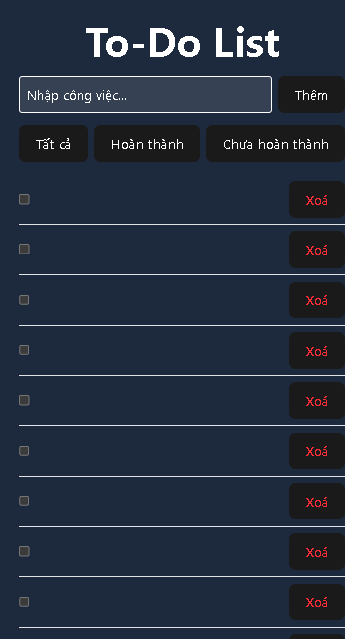 To-Do List
Nhập công việc... Thêm
Tất cả Hoàn thành Chưa hoàn thành
Xoá
Xoá
Xoá
Xoá
Xoá
Xoá
Xoá
Xoá
Xoá